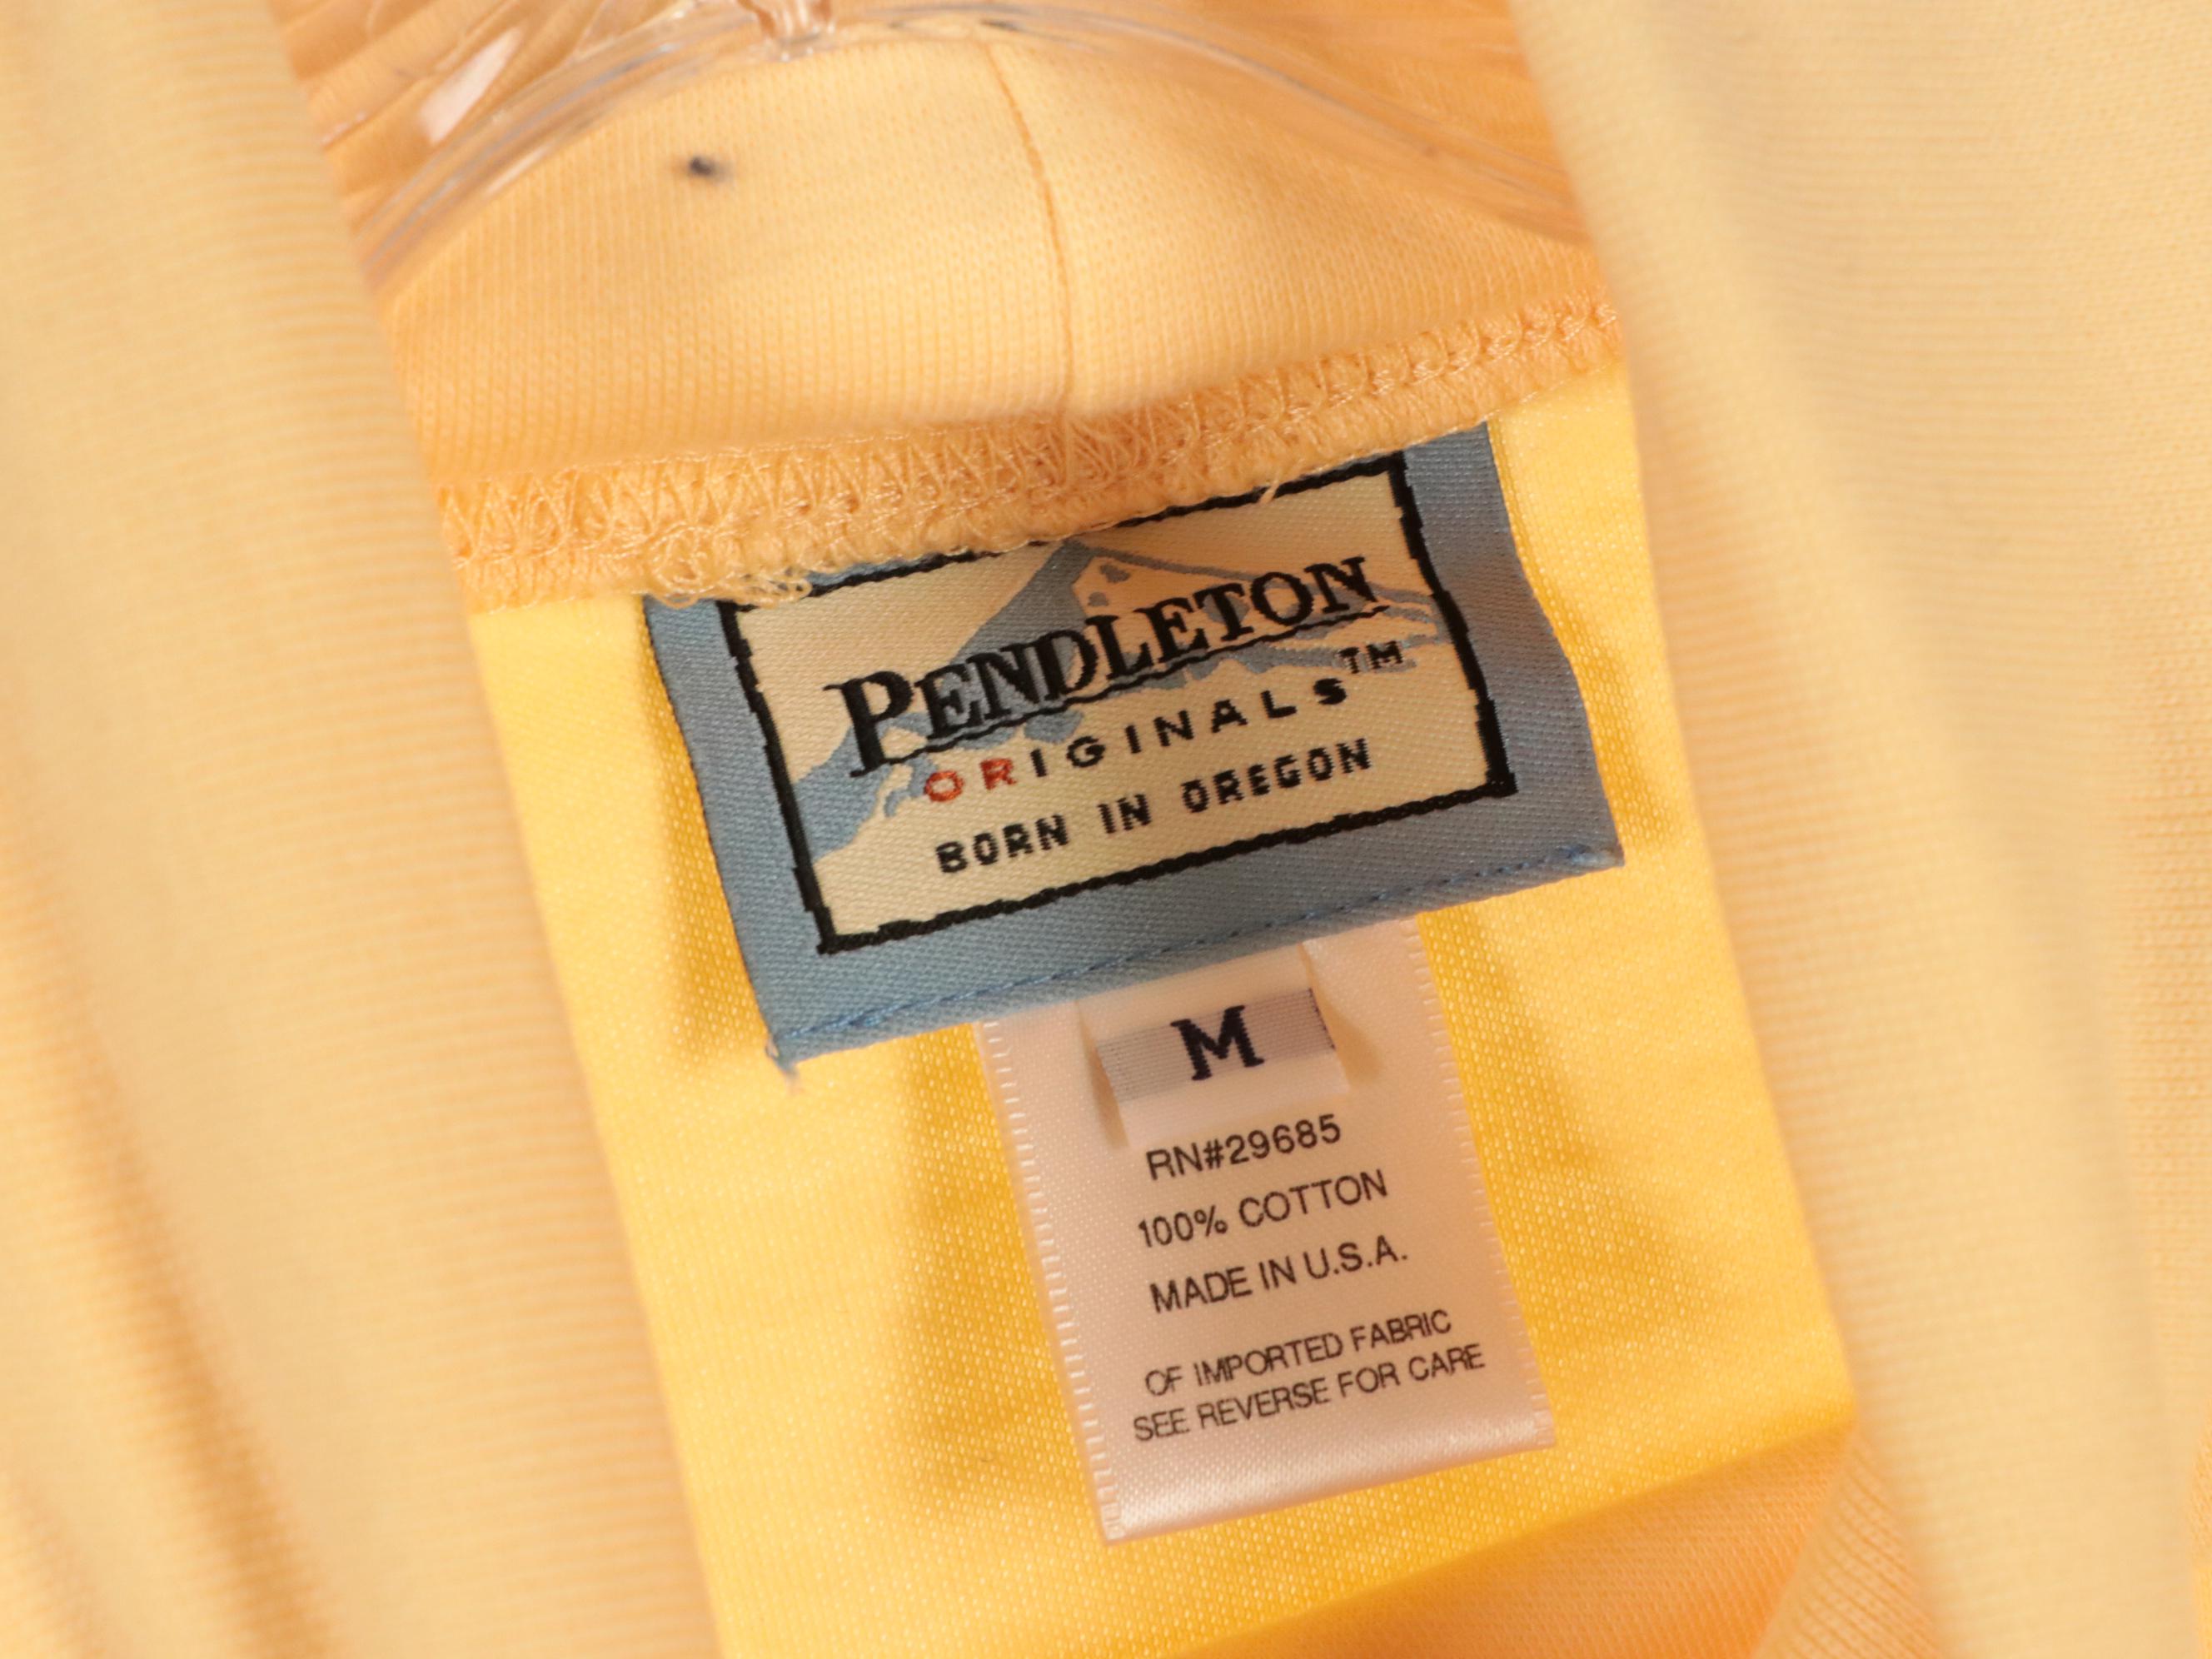 PENDLETON
ORIGINALS™
BORN IN OREGON
M
RN#29685
100% COTTON
MADE IN U.S.A.
OF IMPORTED FABRIC
SEE REVERSE FOR CARE